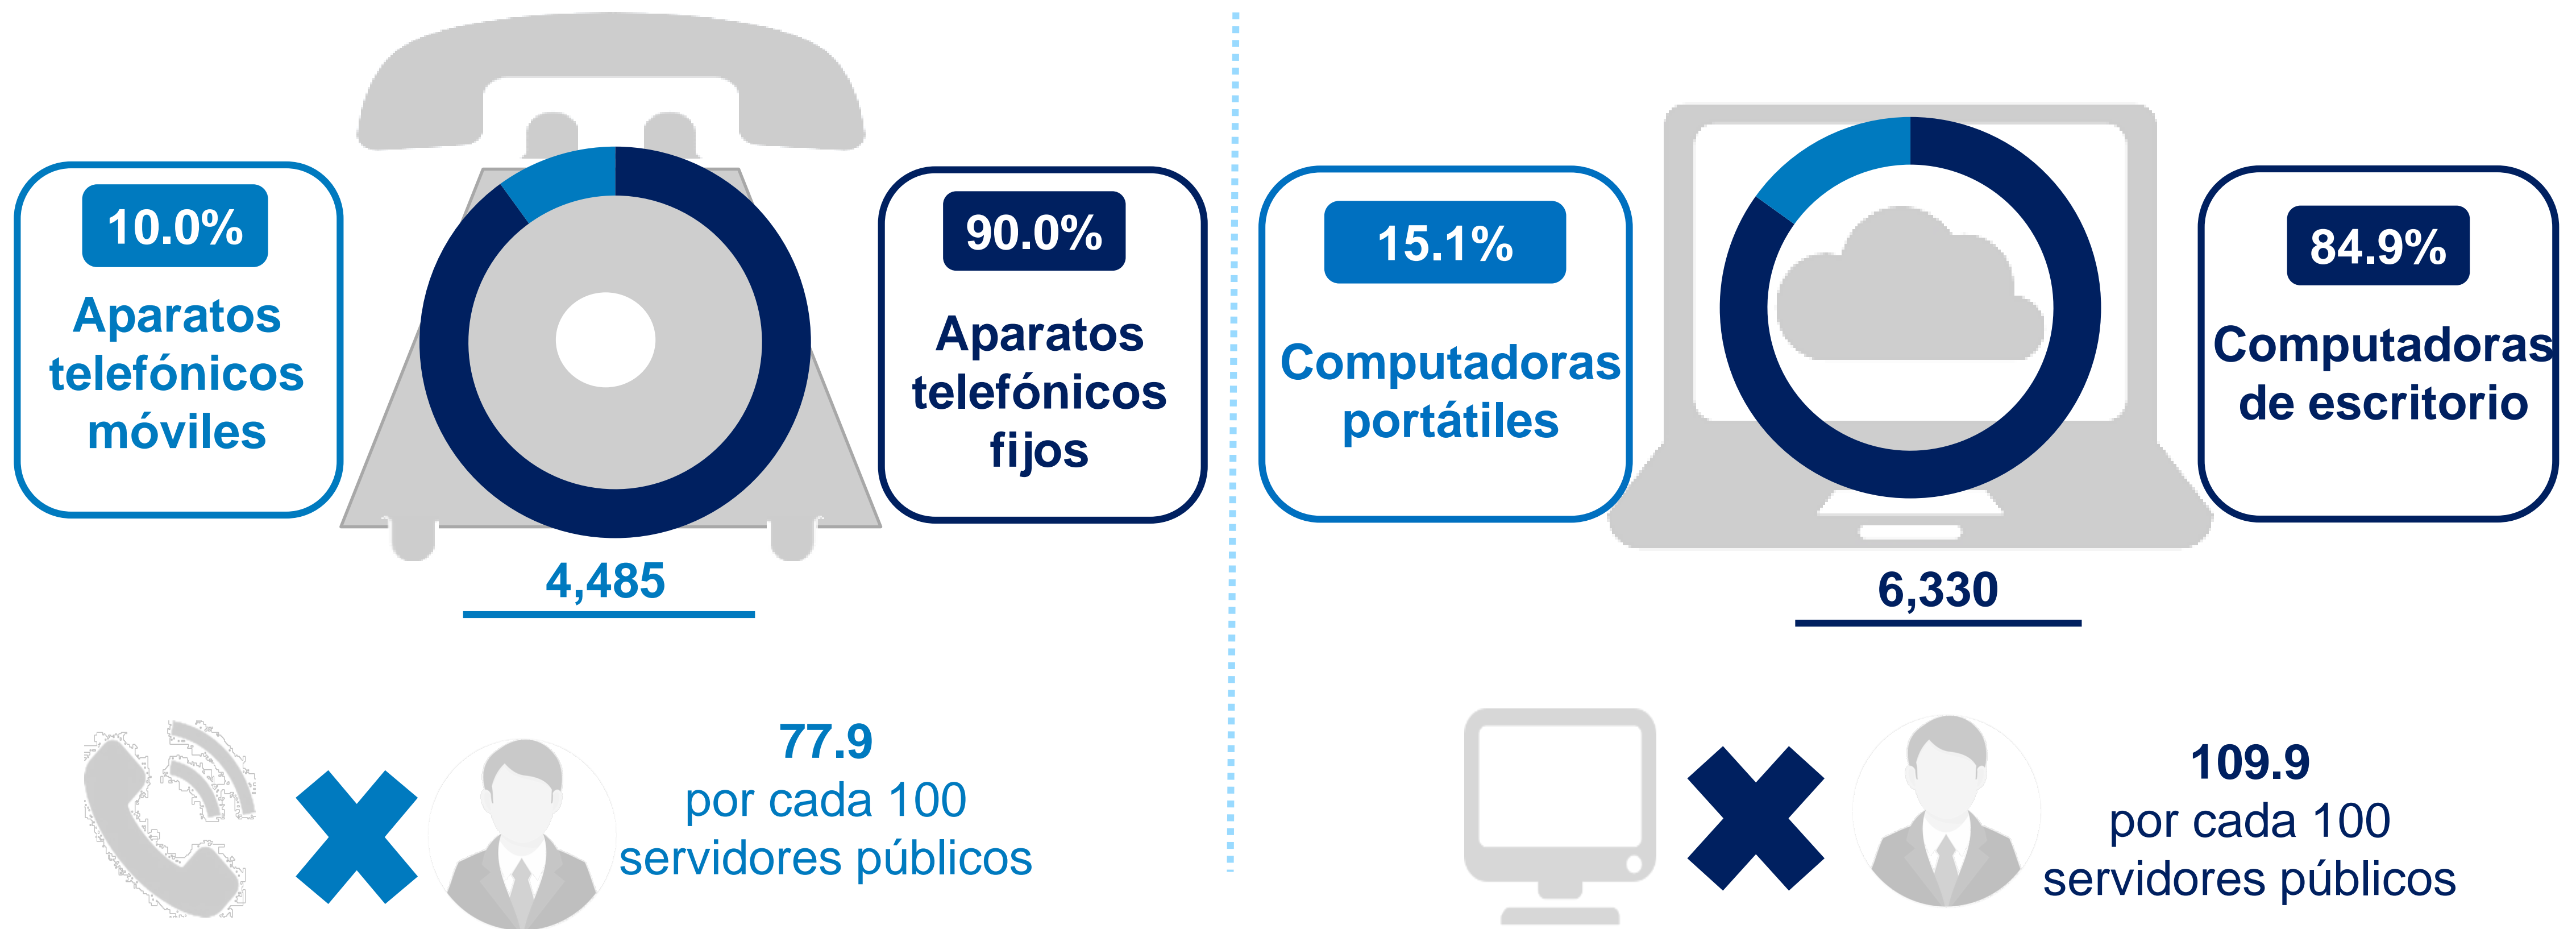 10.0%
Aparatos
telefónicos
móviles
90.0%
Aparatos
telefónicos
fijos
4,485
77.9
por cada 100
servidores públicos
15.1%
Computadoras
portátiles
84.9%
Computadoras
de escritorio
6,330
109.9
por cada 100
servidores públicos